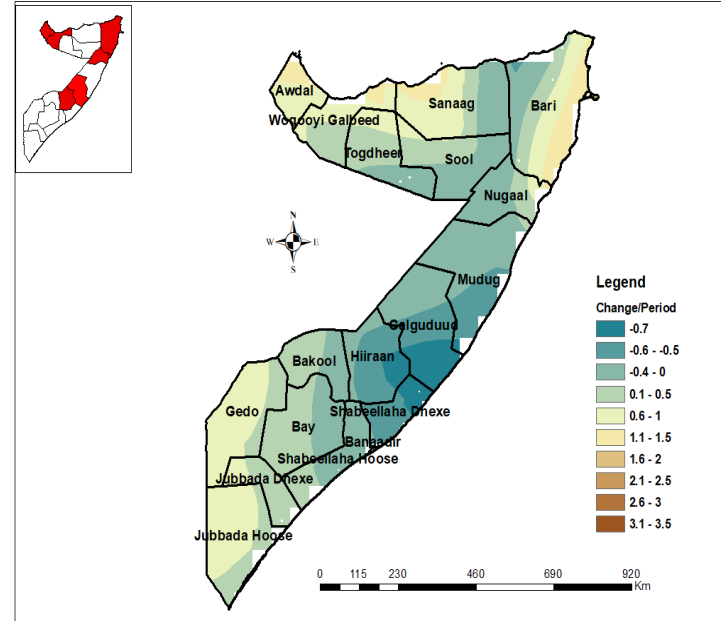 Awdal
Sanaag
Bari
Woqooyi Galbeed
Togdheer
Sool
Nugaal
N
W
E
S
Mudug
Galguduud
Bakool
Hiiraan
Gedo
Shabeellaha Dhexe
Bay
Banaadir
Shabeellaha Hoose
Jubbada Dhexe
Jubbada Hoose
Legend
Change/Period
-0.7
-0.6 - -0.5
-0.4 - 0
0.1 - 0.5
0.6 - 1
1.1 - 1.5
1.6 - 2
2.1 - 2.5
2.6 - 3
3.1 - 3.5
0 115 230 460 690 920
Km